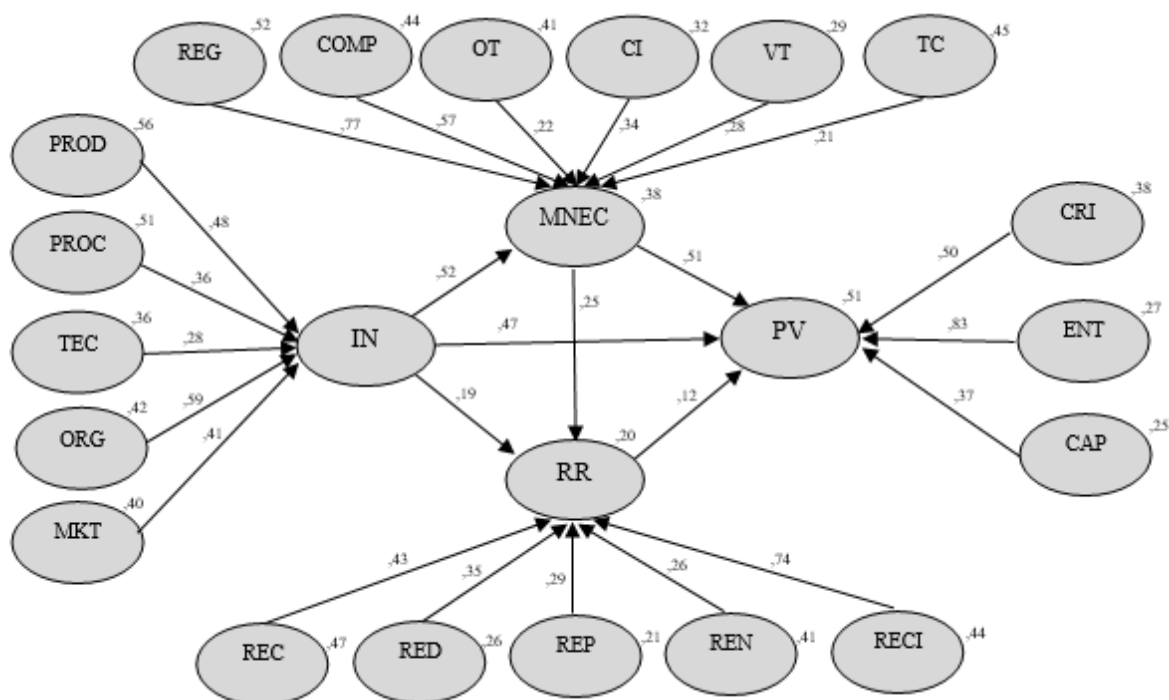 REG ,52
COMP ,44
OT ,41
CI ,32
VT ,29
TC ,45
,77
,57
,22
,34
,28
,21
PROD ,56
PROC ,51
TEC ,36
ORG ,42
MKT ,40
,48
,36
,28
,59
,41
MNEC ,38
IN
PV ,51
RR ,20
,52
,51
,25
,47
,19
,12
CRI ,38
ENT ,27
CAP ,25
,50
,83
,37
,43
,35
,29
,26
,74
REC ,47
RED ,26
REP ,21
REN ,41
RECI ,44